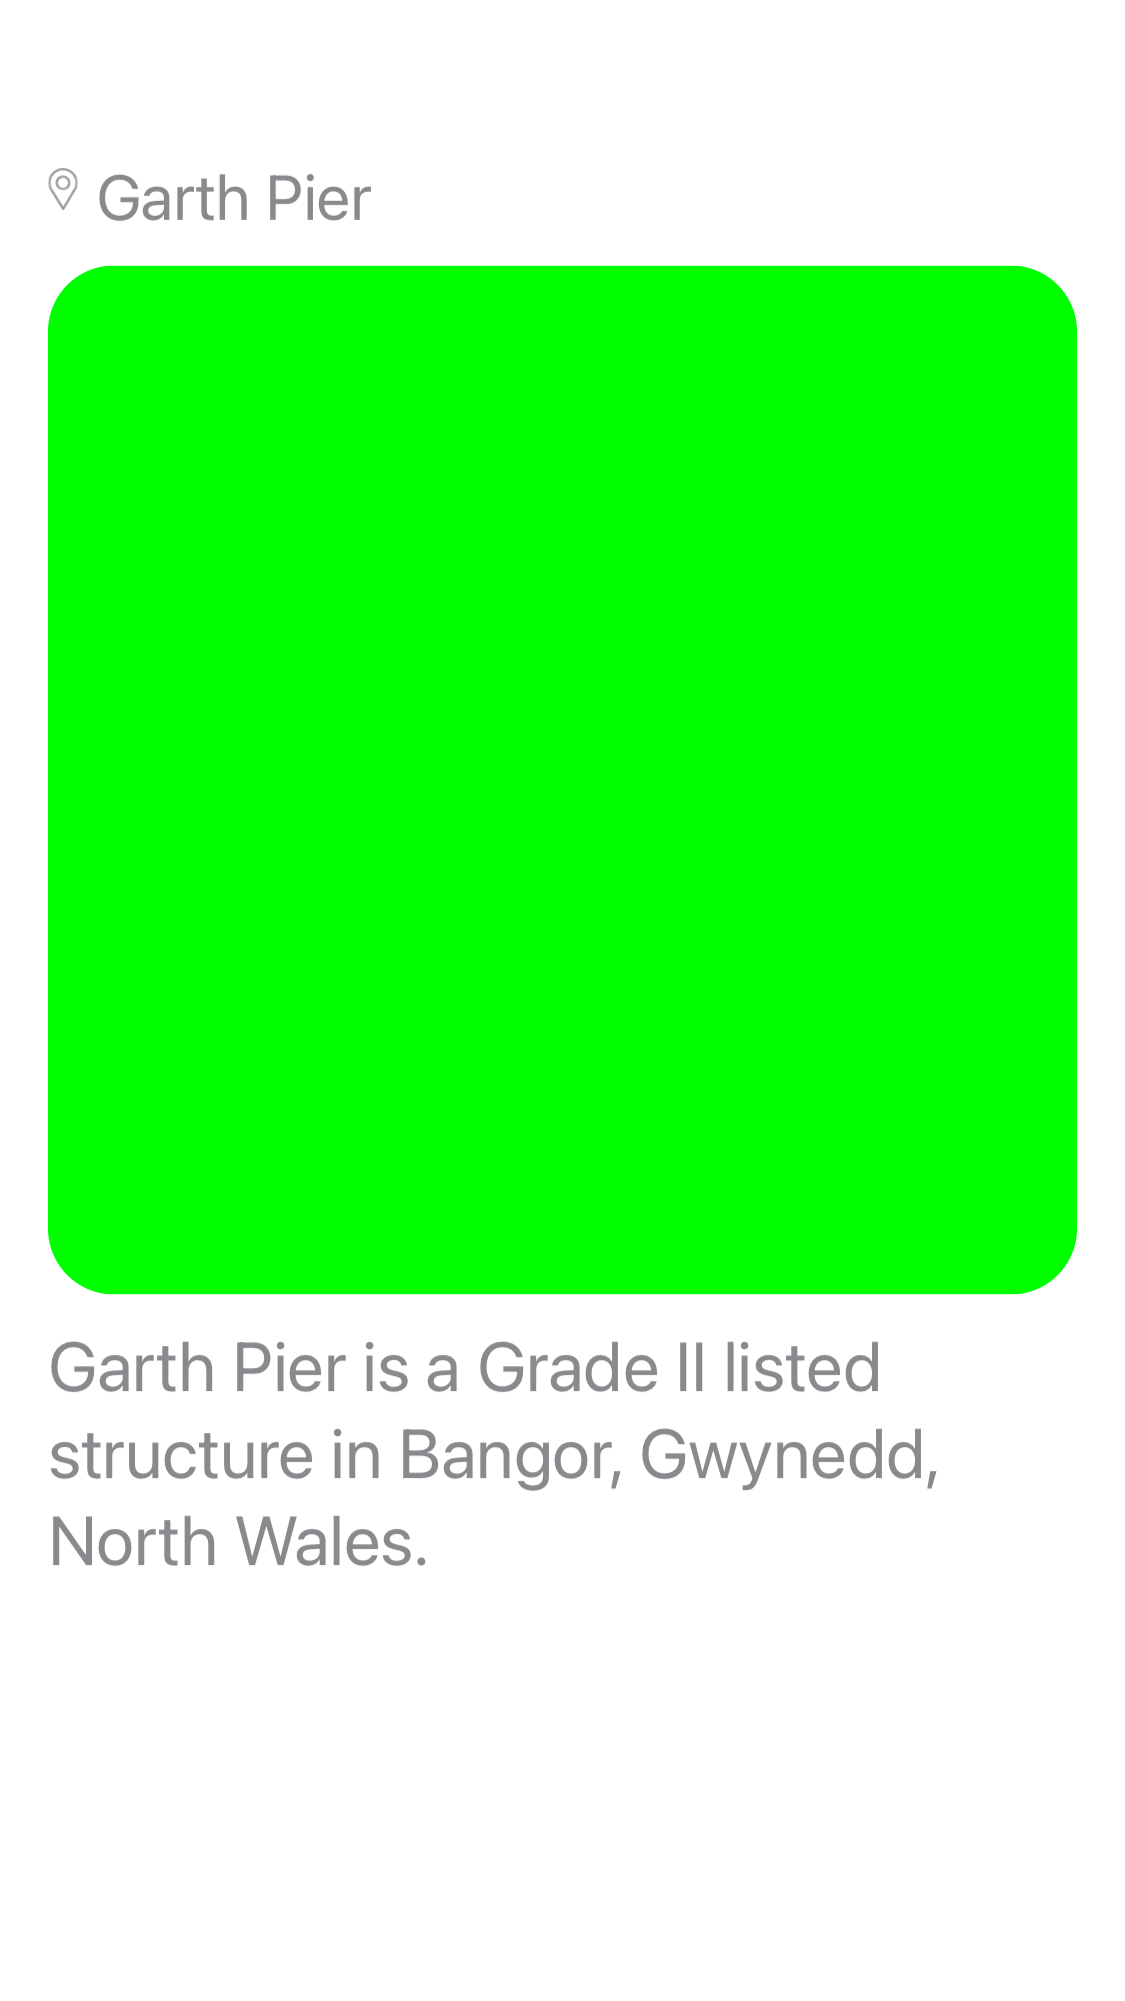 Garth Pier
Garth Pier is a Grade II listed
structure in Bangor, Gwynedd,
North Wales.